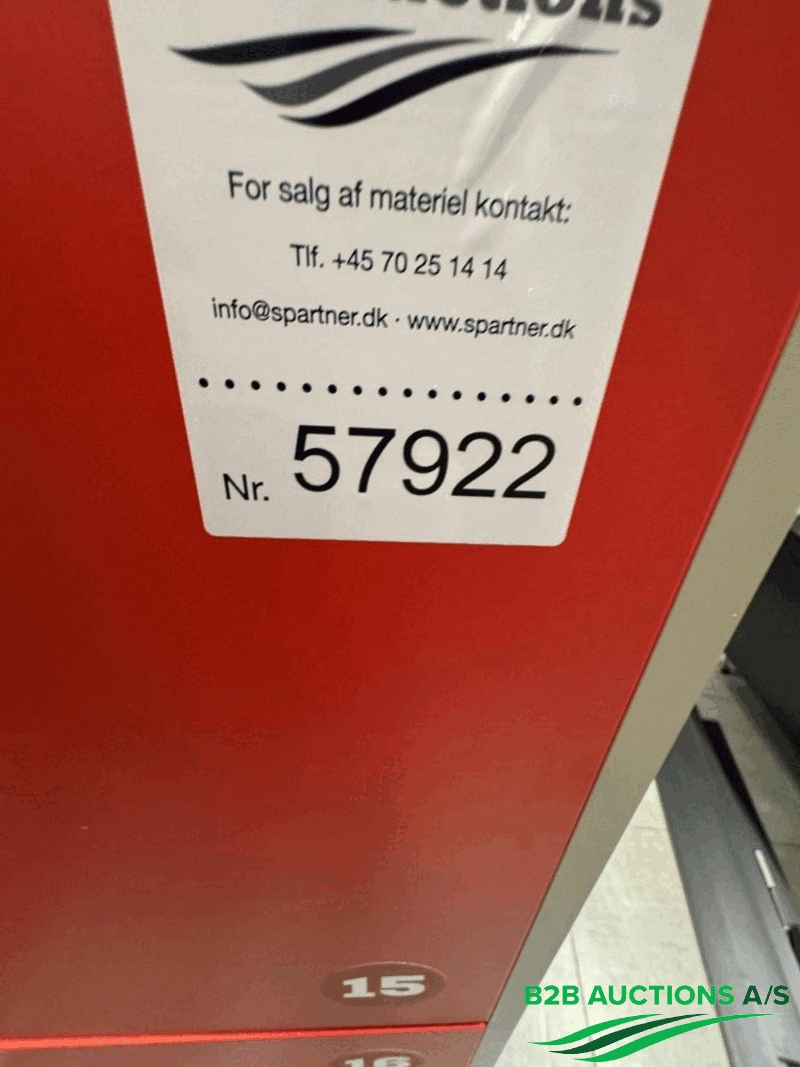 For salg af materiel kontakt:
Tlf. +45 70 25 14 14
info@spartner.dk · www.spartner.dk
Nr. 57922
15
16
B2B AUCTIONS A/S